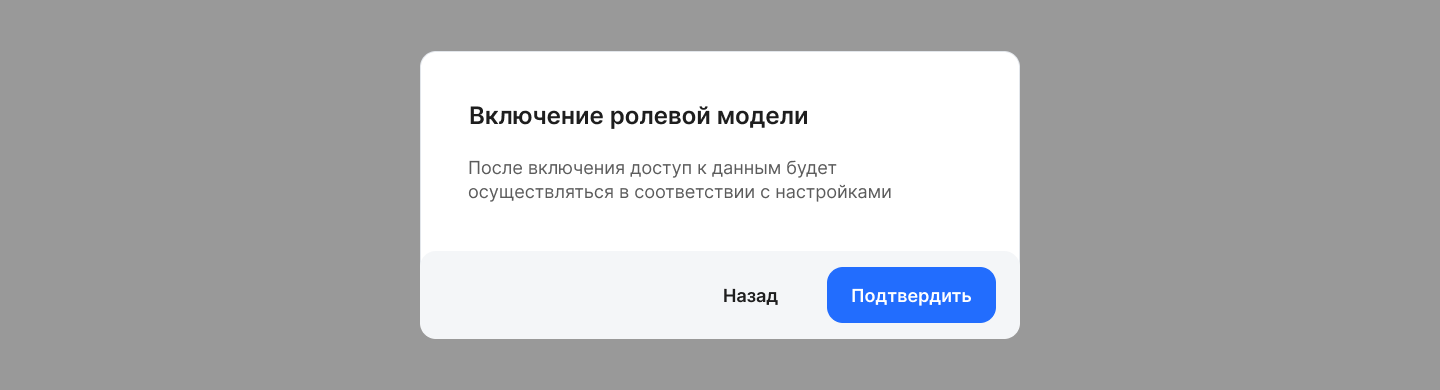 Включение ролевой модели
После включения доступ к данным будет
осуществляться в соответствии с настройками
Назад
Подтвердить